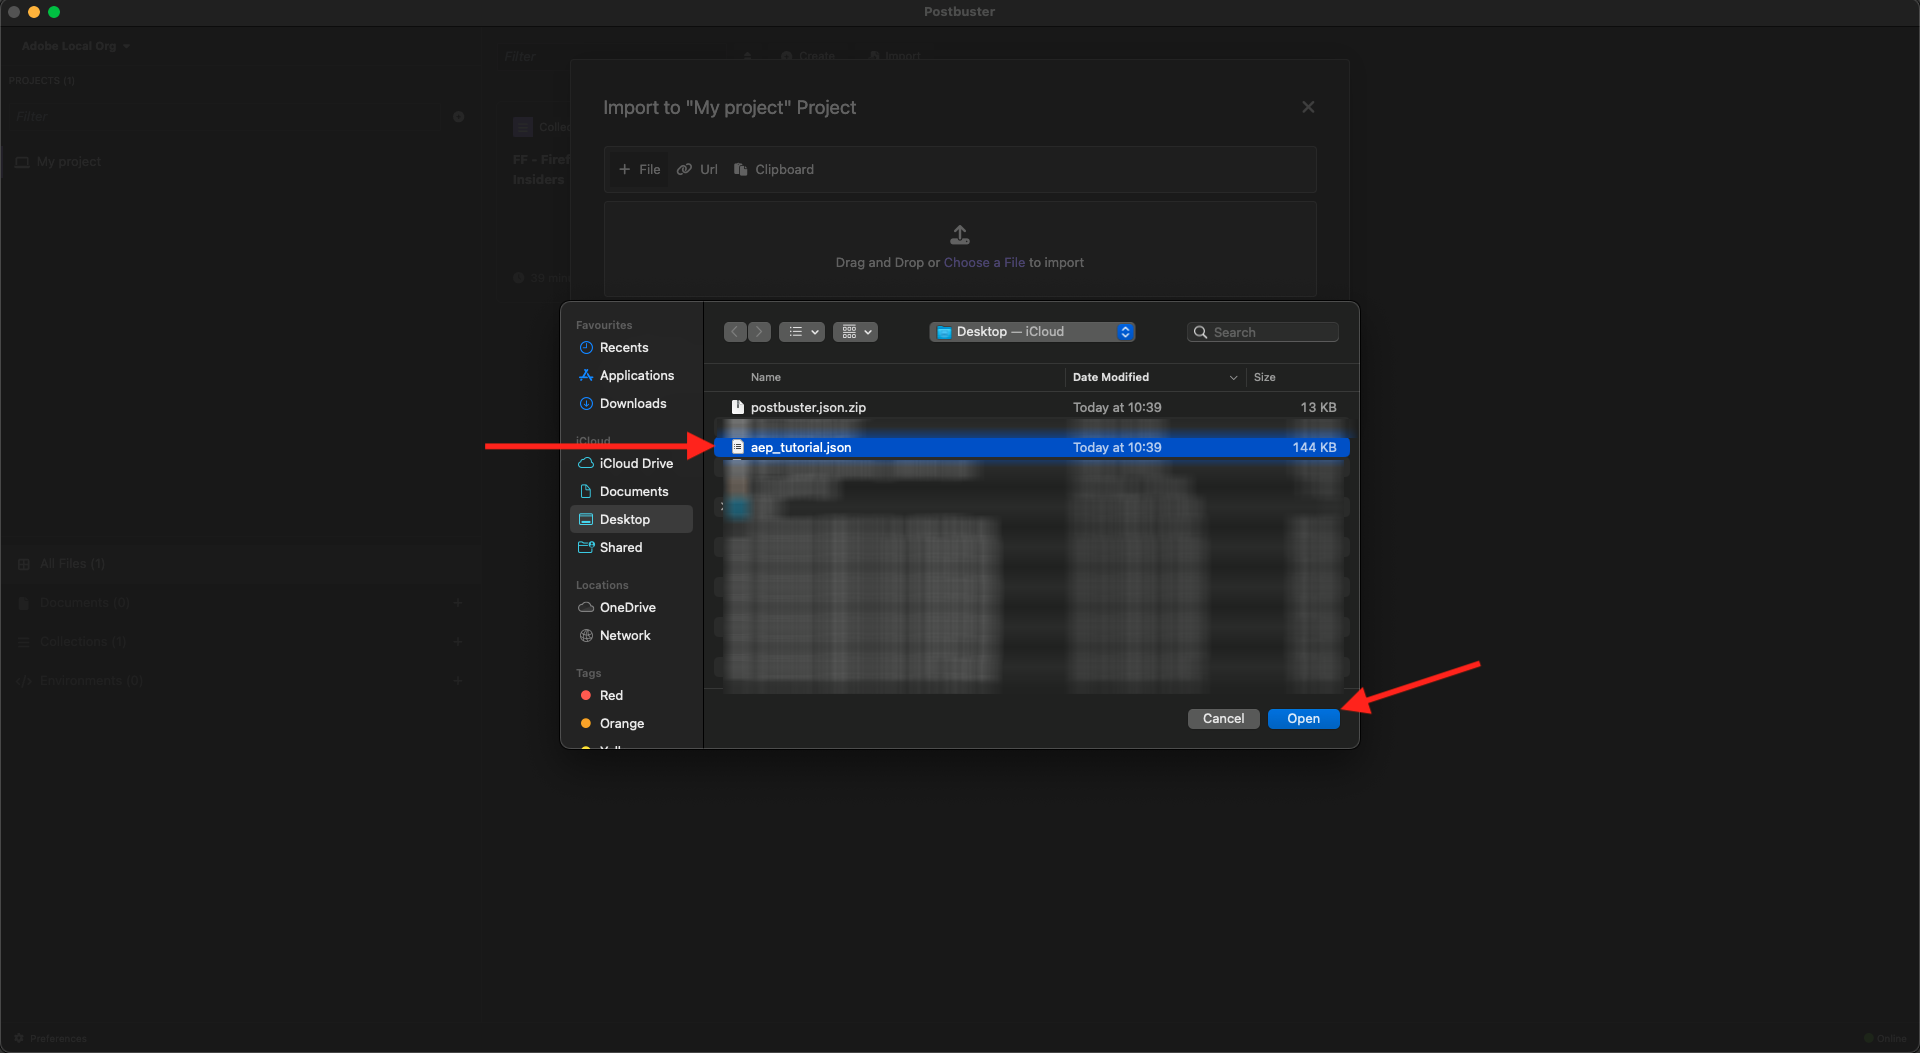 Postbuster
Adobe Local Org
PROJECTS (1)
Filter
My project
All Files (1)
Documents (0)
Collections (1)
Environments (0)
Preferences
Filter
Create
Import
FF - Firef
Insiders
Import to "My project" Project
File Url Clipboard
Drag and Drop or Choose a File to import
Favourites
Recents
Applications
Downloads
iCloud
iCloud Drive
Documents
Desktop
Shared
Locations
OneDrive
Network
Tags
Red
Orange
Desktop — iCloud
Search
Name Date Modified Size
postbuster.json.zip Today at 10:39 13 KB
aep_tutorial.json Today at 10:39 144 KB
Cancel Open
Online